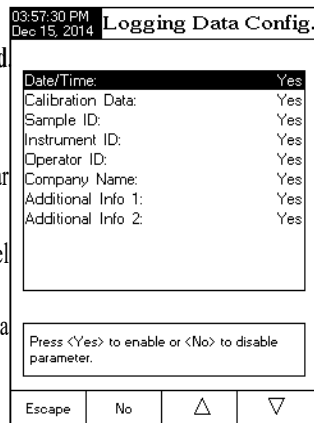 03:57:30 PM
Dec 15, 2014
Logging Data Config.
d
Date/Time: Yes
Calibration Data: Yes
Sample ID: Yes
Instrument ID: Yes
Operator ID: Yes
ur
Company Name: Yes
Additional Info 1: Yes
Additional Info 2: Yes
el
a
Press <Yes> to enable or <No> to disable
parameter.
Escape No △ ▽